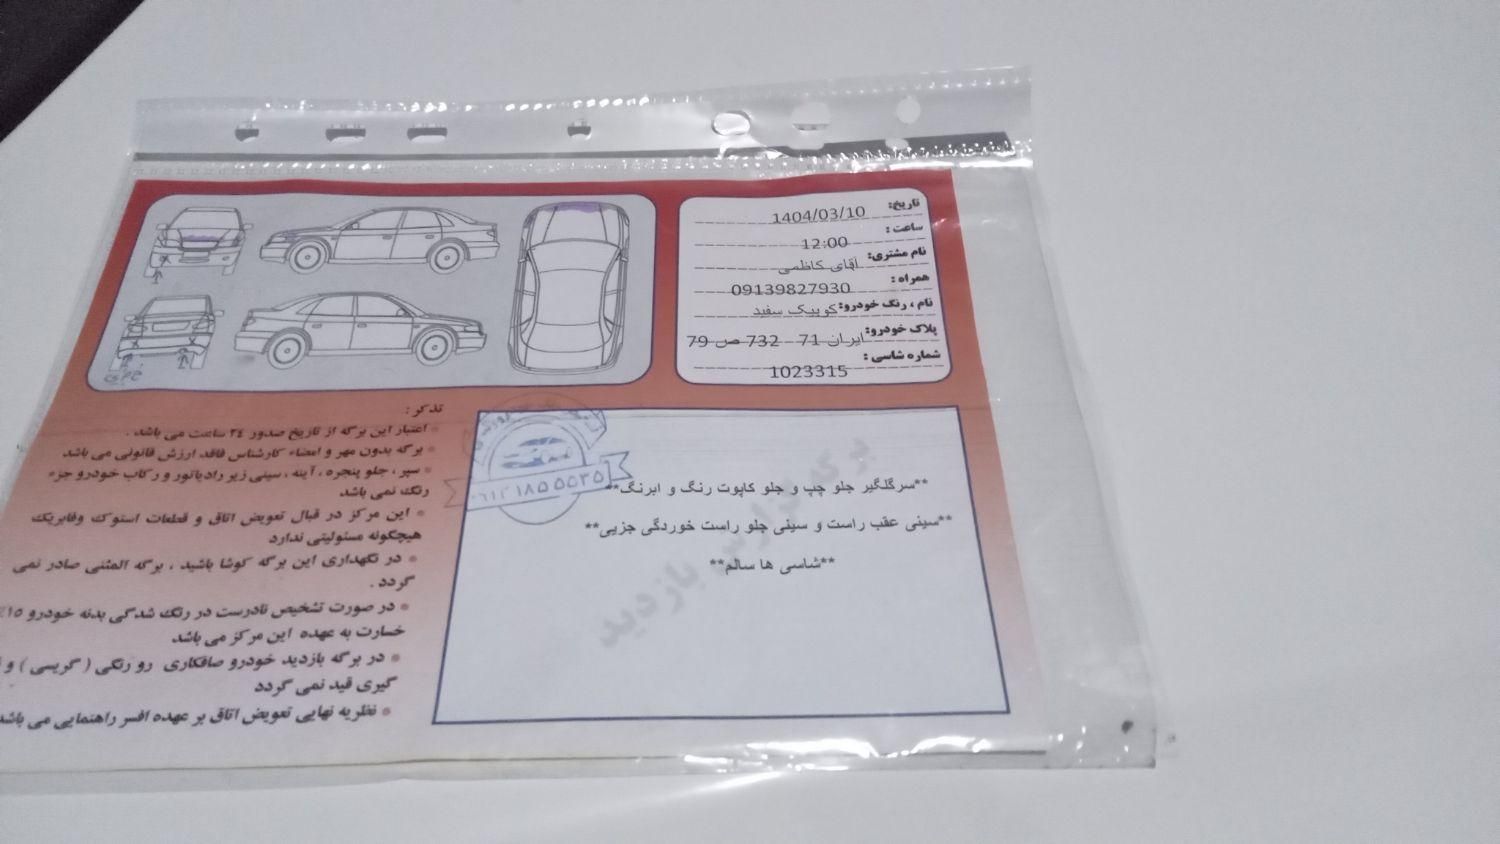 تاریخ: 1404/03/10
ساعت : 12:00
نام مشتری: آقای کاظمی
همراه : 09139827930
نام ، رنگ خودرو: کوییک سفید
پلاک خودرو: ایران 71 - 732 ص 79
شماره شاسی : 1023315
تذکر :
اعتبار این برگه از تاریخ صدور ۲۴ ساعت می باشد .
برگه بدون مهر و امضاء کارشناس فاقد ارزش قانونی می باشد
سپر ، جلو پنجره ، آینه ، سینی زیر رادیاتور و رکاب خودرو جزء
رنگ نمی باشد
این مرکز در قبال تعویض اتاق و قطعات استوک وفابریک
هیچگونه مسئولیتی ندارد
در نگهداری این برگه کوشا باشید ، برگه المثنی صادر نمی
گردد .
در صورت تشخیص نادرست در رنگ شدگی بدنه خودرو ۱۵٪
خسارت به عهده این مرکز می باشد
در برگه بازدید خودرو صافکاری رو رنگی ( گریسی ) و
گیری قید نمی گردد
نظریه نهایی تعویض اتاق بر عهده افسر راهنمایی می باشد
**سرگلگیر جلو چپ و جلو کاپوت رنگ و ابرنگ**
**سینی عقب راست و سینی جلو راست خوردگی جزیی**
**شاسی ها سالم**
برگه گزارش بازدید